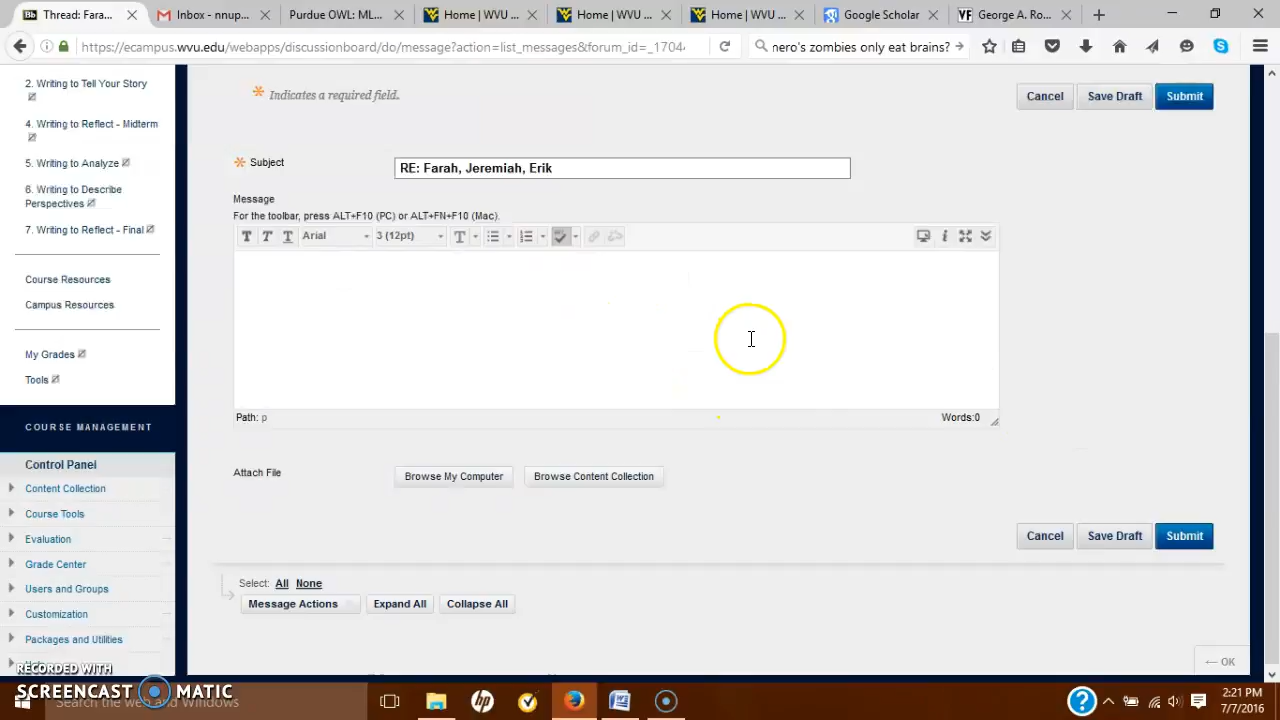 Bb Thread: Fara...
Inbox - nnup...
Purdue OWL: ML...
Home | WVU ...
Home | WVU ...
Home | WVU ...
Google Scholar
VF George A. Ro...
https://ecampus.wvu.edu/webapps/discussionboard/do/message?action=list_messages&forum_id=_1704
nero's zombies only eat brains?
2. Writing to Tell Your Story
4. Writing to Reflect - Midterm
5. Writing to Analyze
6. Writing to Describe
Perspectives
7. Writing to Reflect - Final
Course Resources
Campus Resources
My Grades
Tools
COURSE MANAGEMENT
Control Panel
Content Collection
Course Tools
Evaluation
Grade Center
Users and Groups
Customization
Packages and Utilities
Indicates a required field.
Cancel
Save Draft
Submit
Subject
RE: Farah, Jeremiah, Erik
Message
For the toolbar, press ALT+F10 (PC) or ALT+FN+F10 (Mac).
T T T Arial 3 (12pt) T
Path: p
Words:0
Attach File
Browse My Computer
Browse Content Collection
Cancel
Save Draft
Submit
Select: All None
Message Actions
Expand All
Collapse All
← OK
RECORDED WITH
SCREENCAST MATIC
Search the web and Windows
2:21 PM
7/7/2016